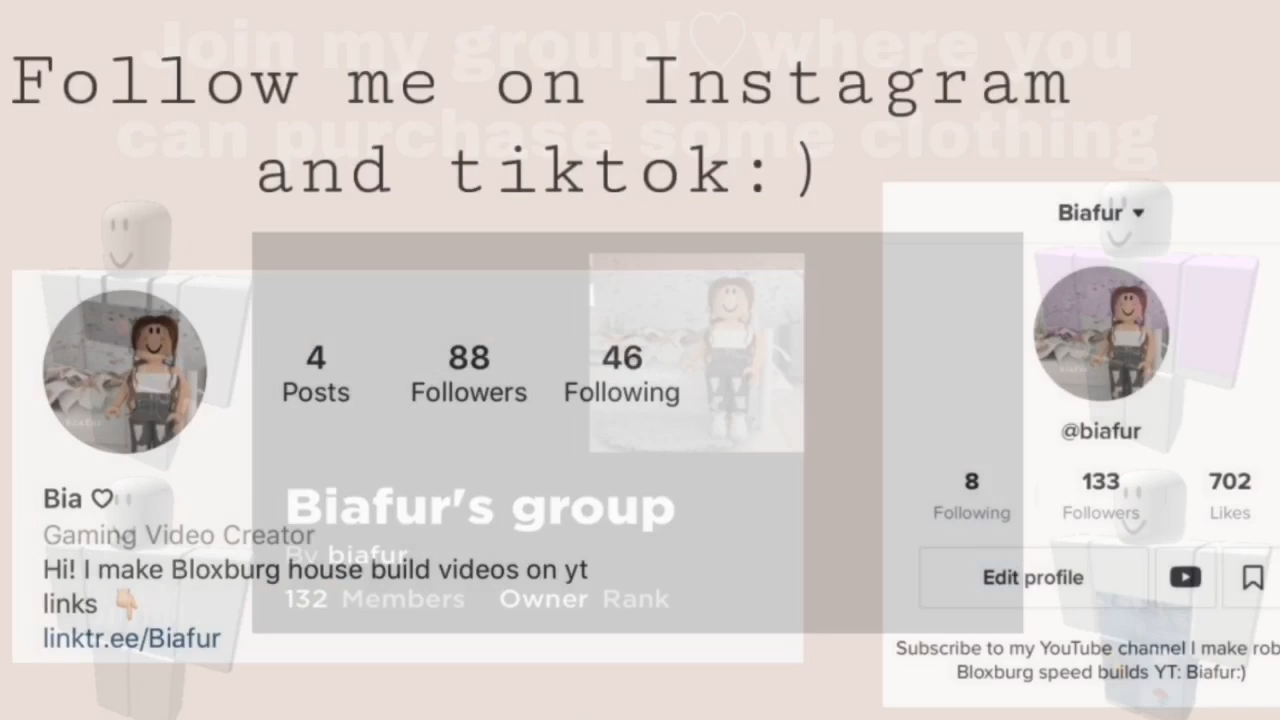 Join my group!♡where you
can purchase some clothing
Follow me on Instagram
and tiktok:)
4
Posts
88
Followers
46
Following
Bia ♡
Gaming Video Creator
Hi! I make Bloxburg house build videos on yt
links 👇🏼
linktr.ee/Biafur
Biafur's group
By biafur
132 Members Owner Rank
Biafur ▾
@biafur
8
Following
133
Followers
702
Likes
Edit profile
Subscribe to my YouTube channel I make rob
Bloxburg speed builds YT: Biafur:)